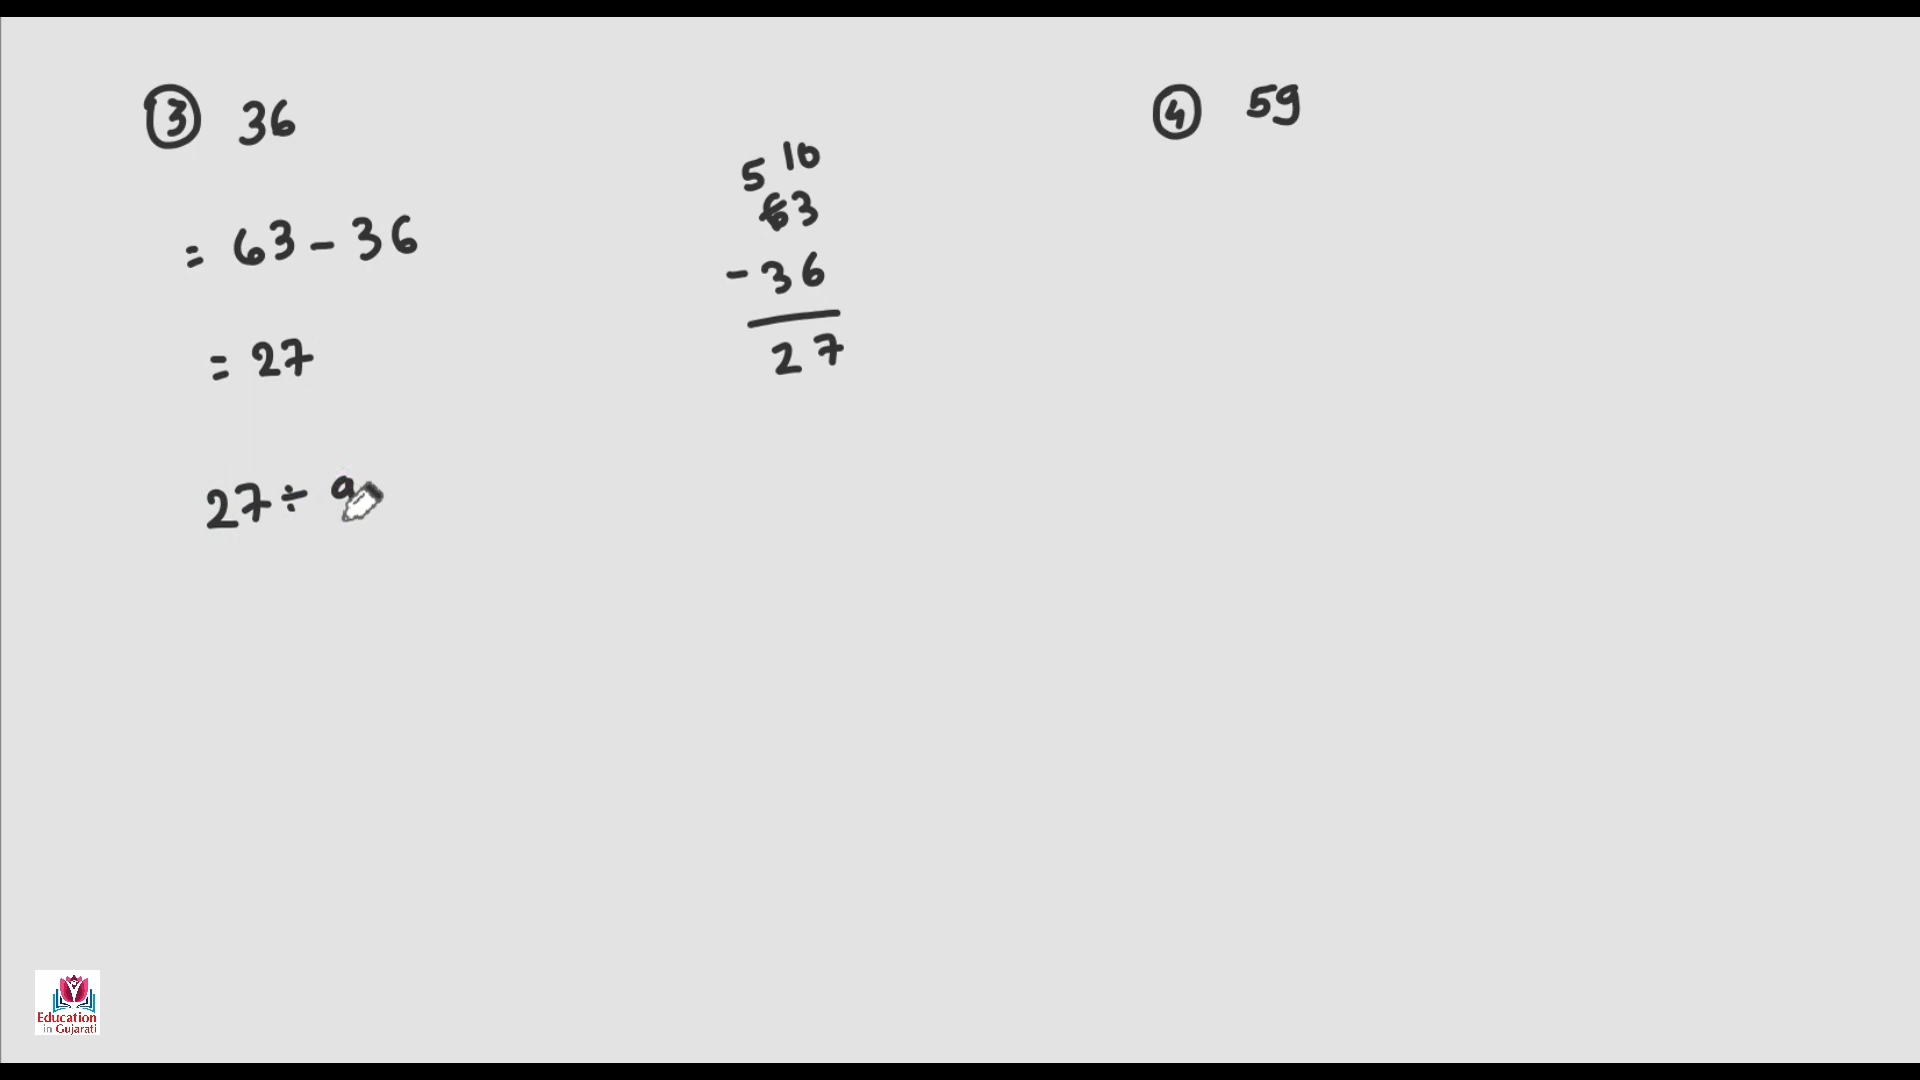 ③ 36
= 63 - 36
= 27
27 ÷ 9
5 10
63
- 36
27
④ 59
Education
in Gujarati